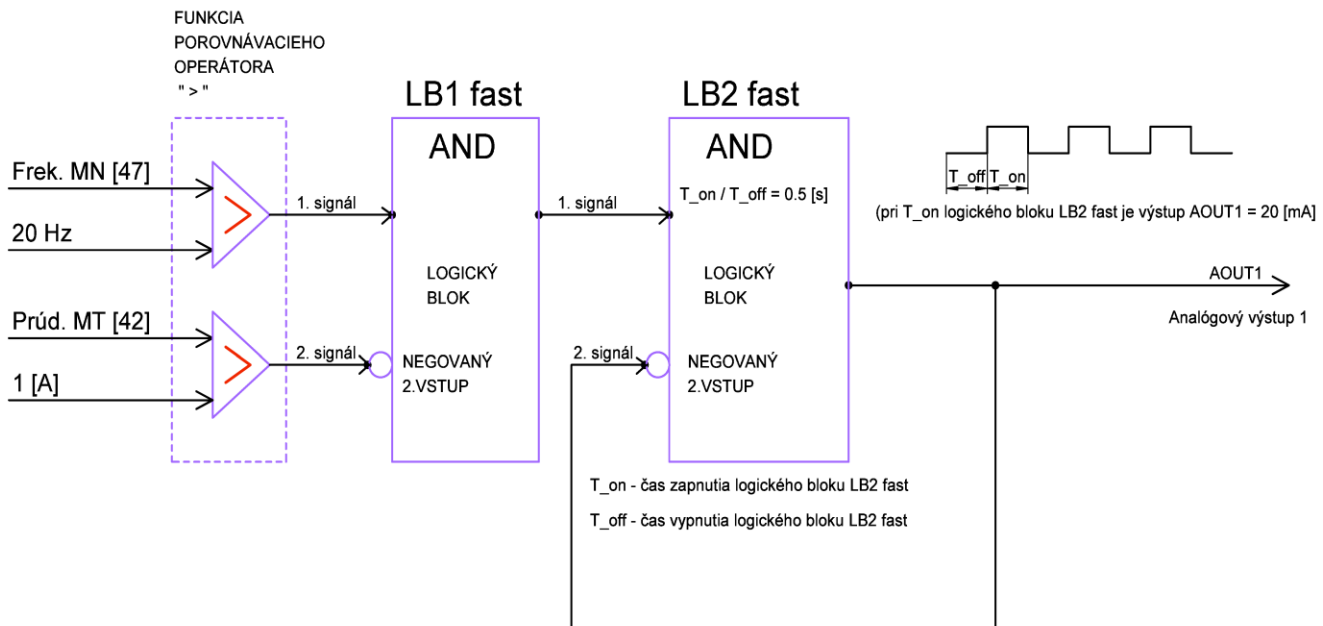 FUNKCIA
POROVNÁVACIEHO
OPERÁTORA
" > "
LB1 fast
LB2 fast
AND
AND
Frek. MN [47]
20 Hz
1. signál
1. signál
T_on / T_off = 0.5 [s]
T_off
T_on
(pri T_on logického bloku LB2 fast je výstup AOUT1 = 20 [mA]
LOGICKÝ
BLOK
LOGICKÝ
BLOK
AOUT1
Analógový výstup 1
Prúd. MT [42]
1 [A]
2. signál
NEGOVANÝ
2.VSTUP
2. signál
NEGOVANÝ
2.VSTUP
T_on - čas zapnutia logického bloku LB2 fast
T_off - čas vypnutia logického bloku LB2 fast